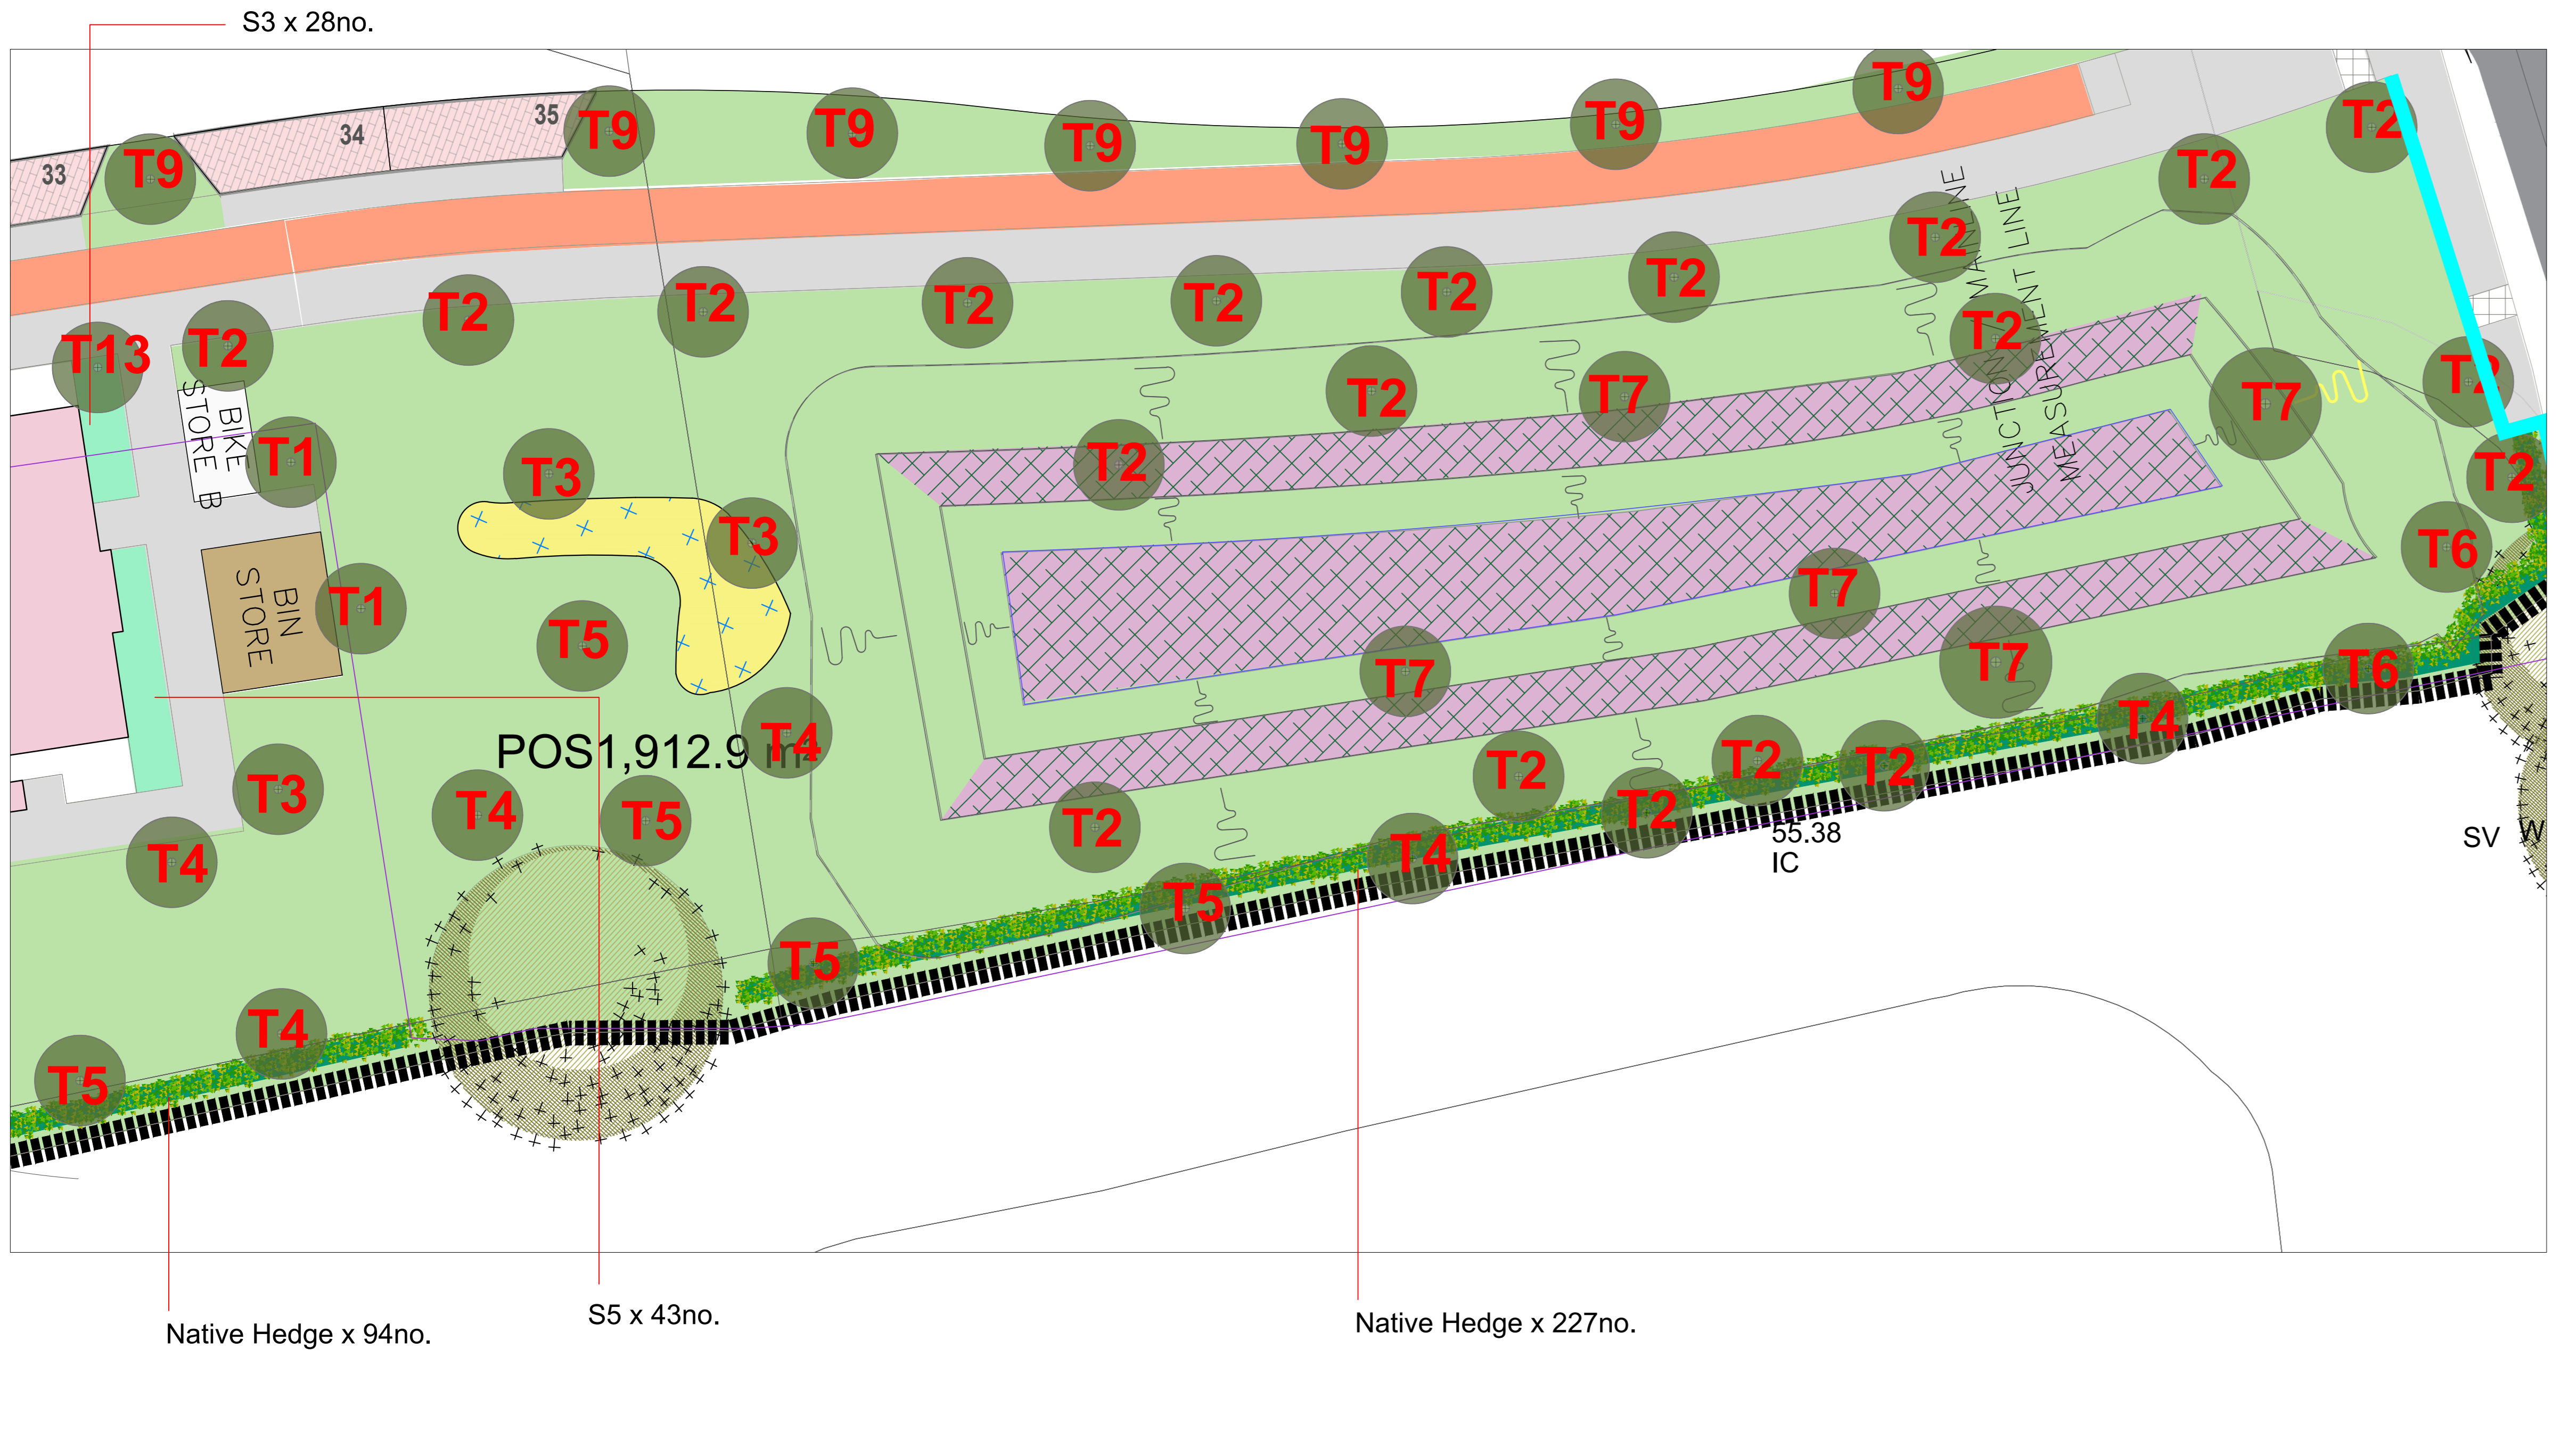 S3 x 28no.
T9
T9
T9
T9
T9
T9
T9
33
34
35
T2
T2
T2
T2
T2
T2
T2
T2
T2
T13
T2
T2
T2
T2
T2
T2
JUNCTION / MAINLINE
MEASUREMENT LINE
BIKE
STORE B
T1
T3
T3
T7
T7
T6
BIN
STORE
T1
T5
T7
T7
T7
T6
T4
POS1,912.9 m²
T4
T3
T4
T5
T4
T2
T2
T2
T2
T2
55.38
IC
SV
W
T4
T5
T5
T4
T5
Native Hedge x 94no.
S5 x 43no.
Native Hedge x 227no.